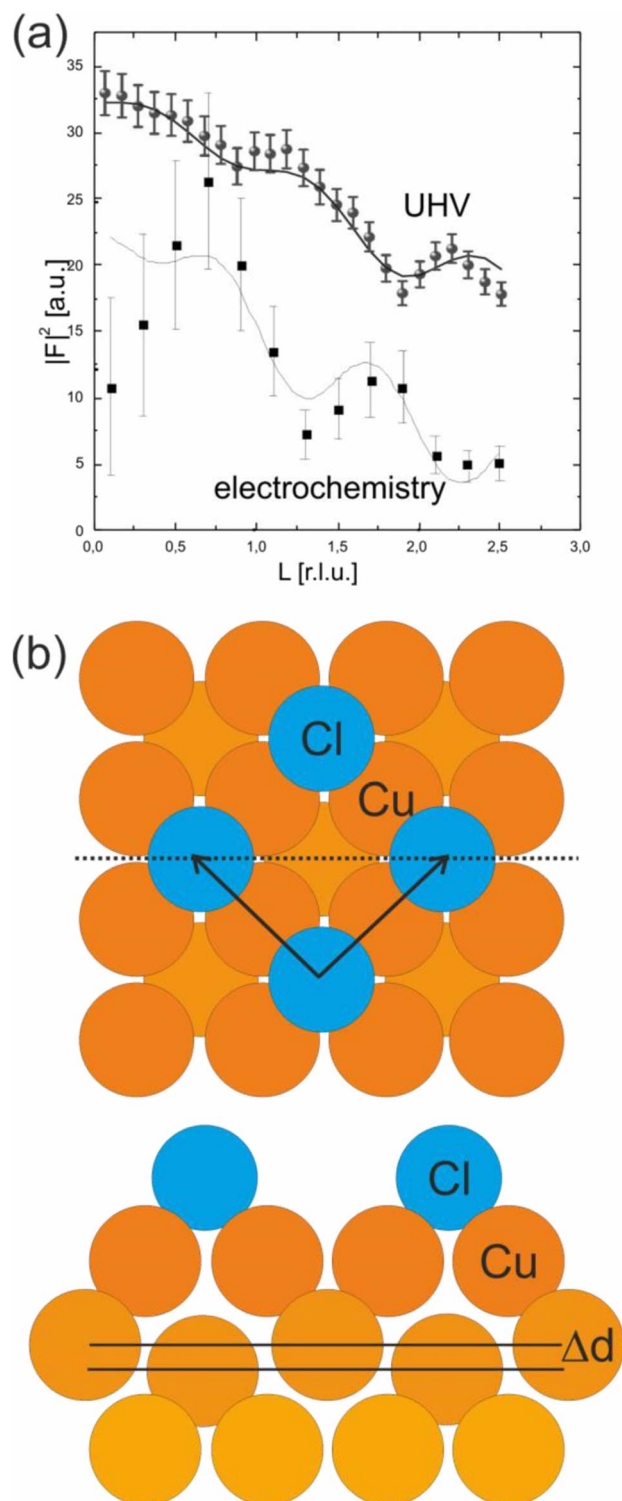 (a)
35
30
25
20
15
10
5
0
|F|² [a.u.]
UHV
electrochemistry
0,0 0,5 1,0 1,5 2,0 2,5 3,0
L [r.l.u.]
(b)
Cl
Cu
Cl
Cu
Δd